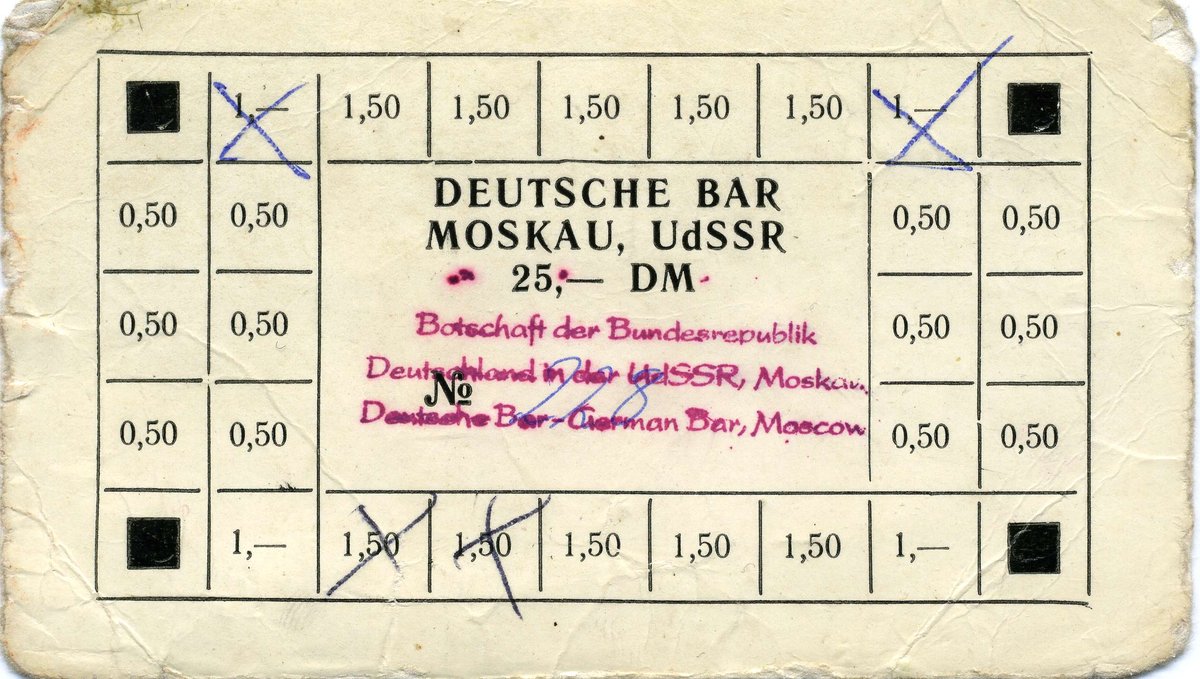 1,— 1,50 1,50 1,50 1,50 1,50 1,—
0,50 0,50 DEUTSCHE BAR 0,50 0,50
MOSKAU, UdSSR
25,— DM
0,50 0,50 Botschaft der Bundesrepublik 0,50 0,50
Deutschland in der UdSSR, Moskau.
№ 228
0,50 0,50 Deutsche Bar-German Bar, Moscow 0,50 0,50
1,— 1,50 1,50 1,50 1,50 1,50 1,—